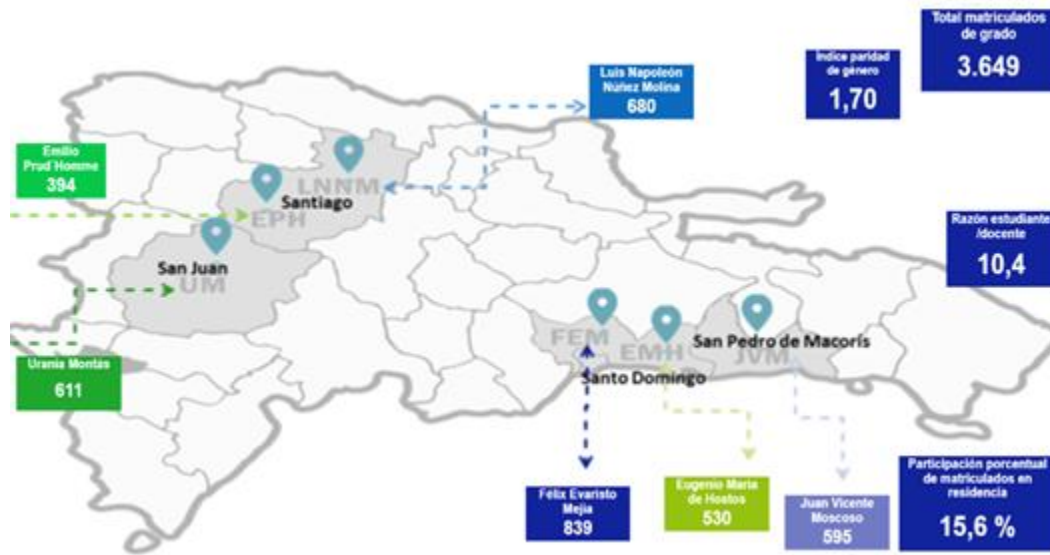 Total matriculados
de grado
3.649
Índice paridad
de género
1,70
Luis Napoleón
Núñez Molina
680
Emilio
Prud´Homme
394
LNNM
Santiago
EPH
San Juan
UM
Razón estudiante
/docente
10,4
Urania Montás
611
FEM
EMH
San Pedro de Macorís
JVM
Santo Domingo
Félix Evaristo
Mejía
839
Eugenio María
de Hostos
530
Juan Vicente
Moscoso
595
Participación porcentual
de matriculados en
residencia
15,6 %